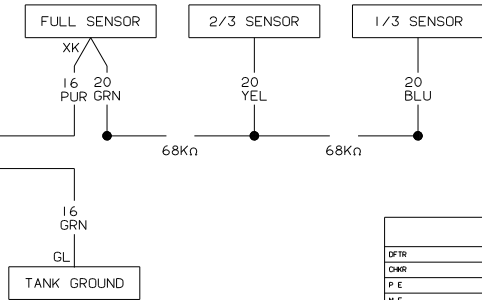 FULL SENSOR
2/3 SENSOR
1/3 SENSOR
XK
16
PUR
20
GRN
20
YEL
20
BLU
68KΩ
68KΩ
16
GRN
GL
TANK GROUND
DFTR
CHKR
P E
M E